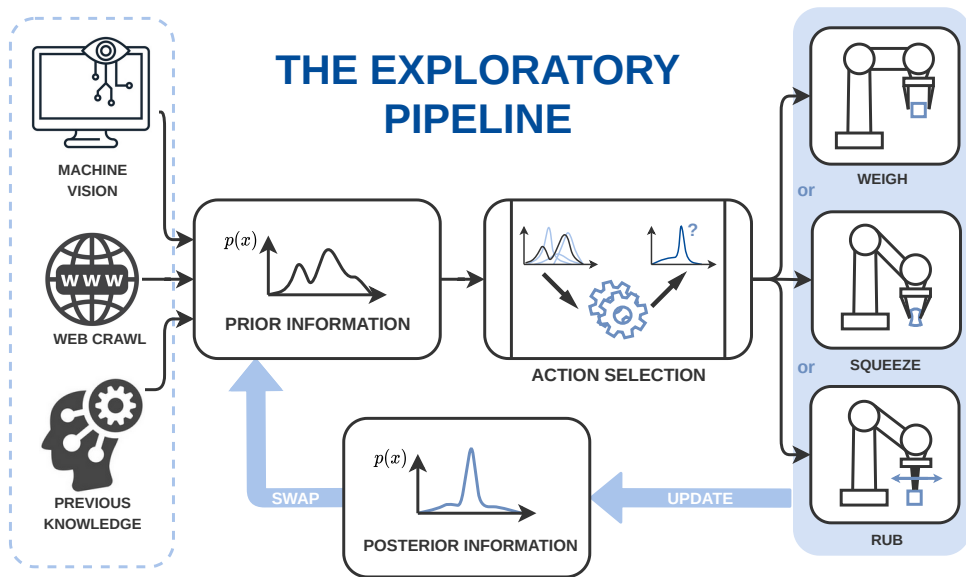 THE EXPLORATORY
PIPELINE
MACHINE
VISION
WWW
WEB CRAWL
PREVIOUS
KNOWLEDGE
p(x)
PRIOR INFORMATION
?
ACTION SELECTION
WEIGH
or
SQUEEZE
or
RUB
UPDATE
p(x)
POSTERIOR INFORMATION
SWAP